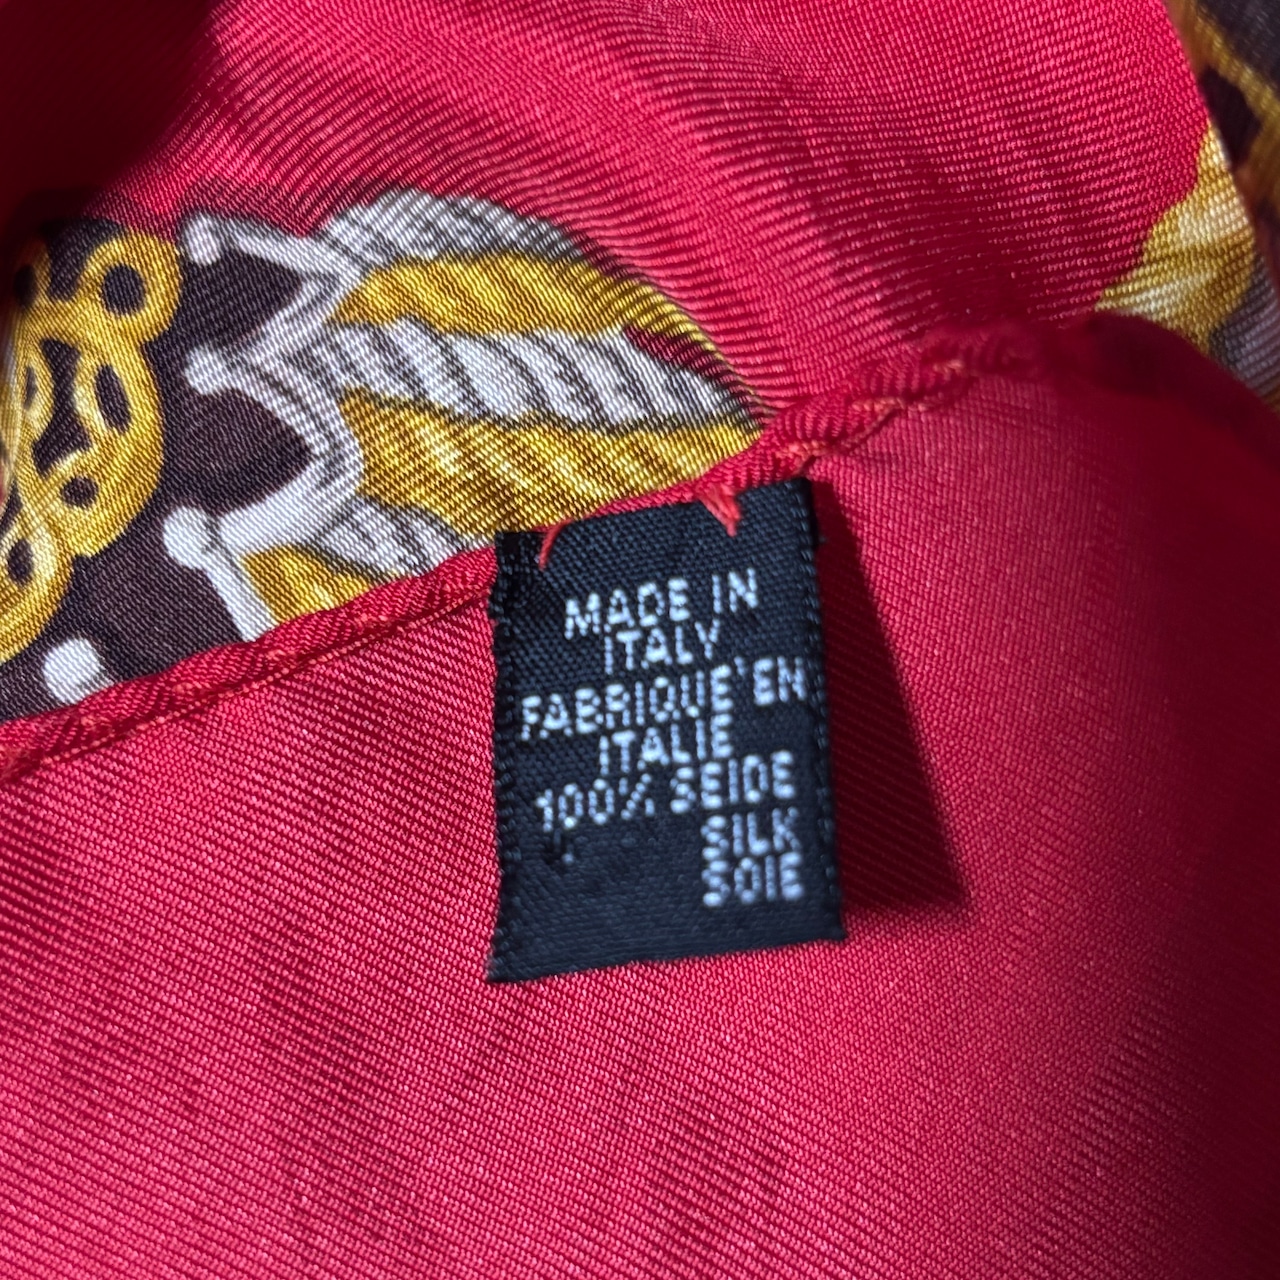 MADE IN
ITALY
FABRIQUE'EN
ITALIE
100% SEIDE
SILK
SOIE